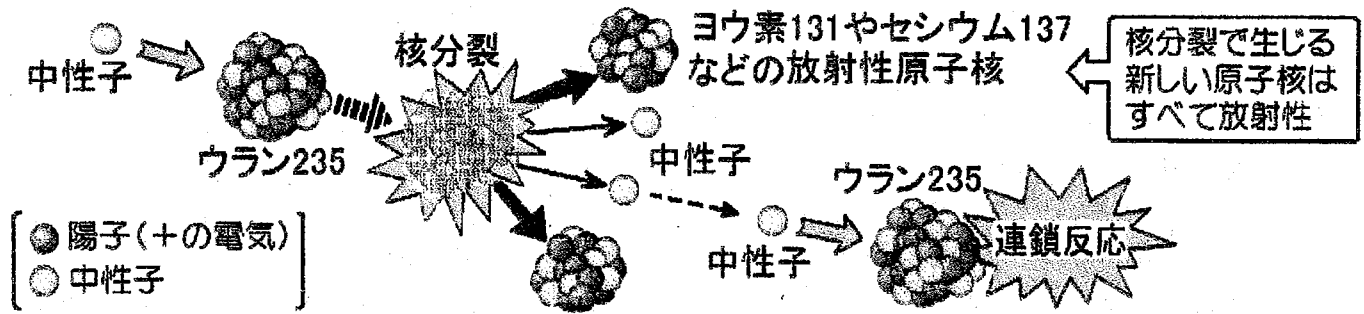 中性子
ウラン235
核分裂
ヨウ素131やセシウム137
などの放射性原子核
核分裂で生じる
新しい原子核は
すべて放射性
中性子
中性子
ウラン235
連鎖反応
陽子(+の電気)
中性子